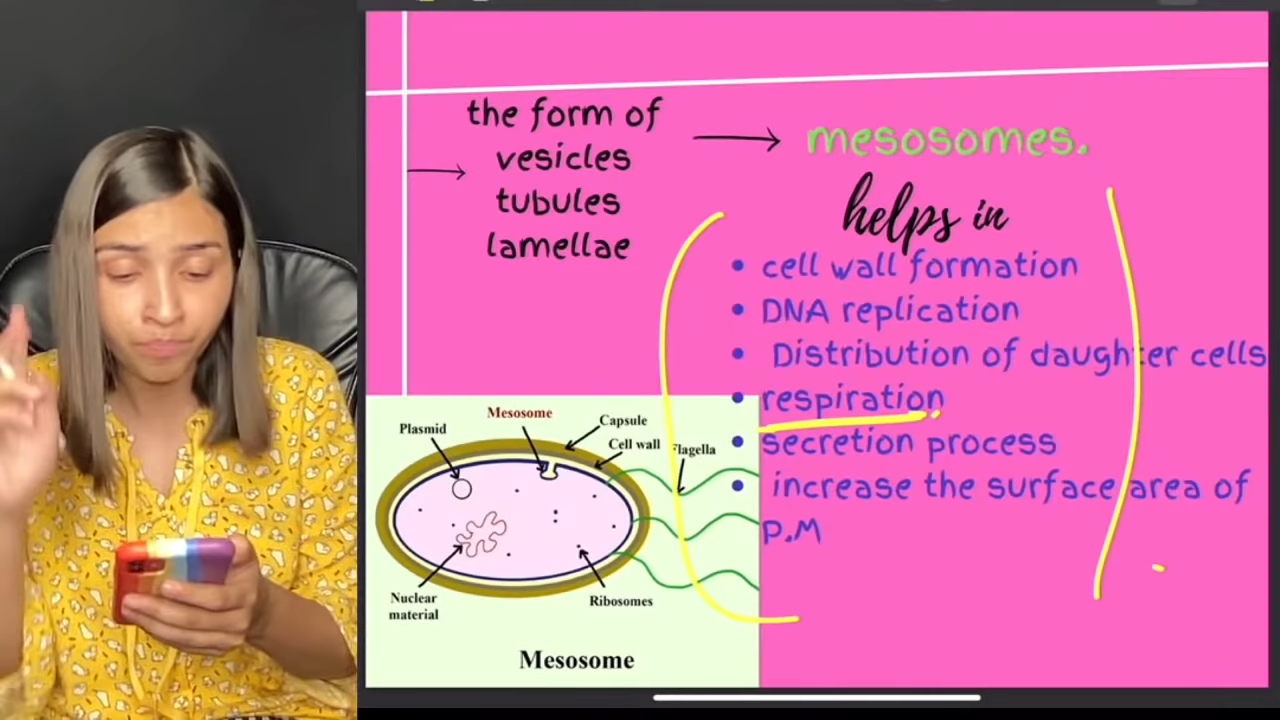 the form of
vesicles
tubules
lamellae
mesosomes.
helps in
• cell wall formation
• DNA replication
• Distribution of daughter cells
• respiration
• secretion process
• increase the surface area of
P.M
Mesosome
Capsule
Plasmid
Cell wall
Flagella
Nuclear
material
Ribosomes
Mesosome